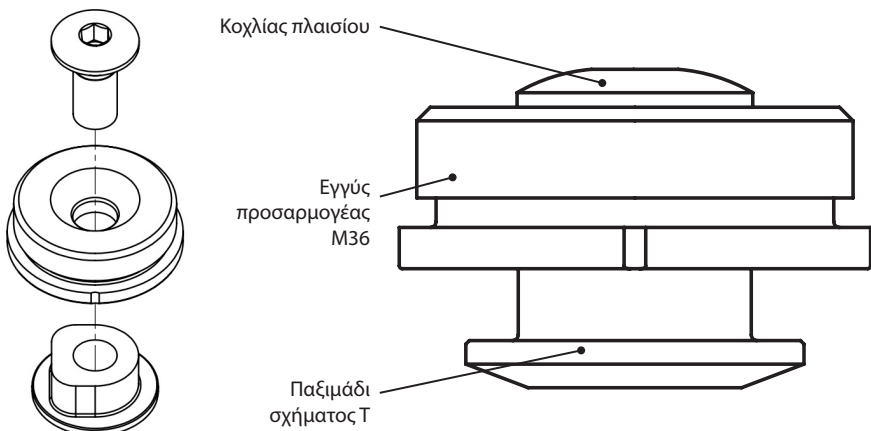 Κοχλίας πλαισίου
Εγγύς
προσαρμογέας
M36
Παξιμάδι
σχήματος T